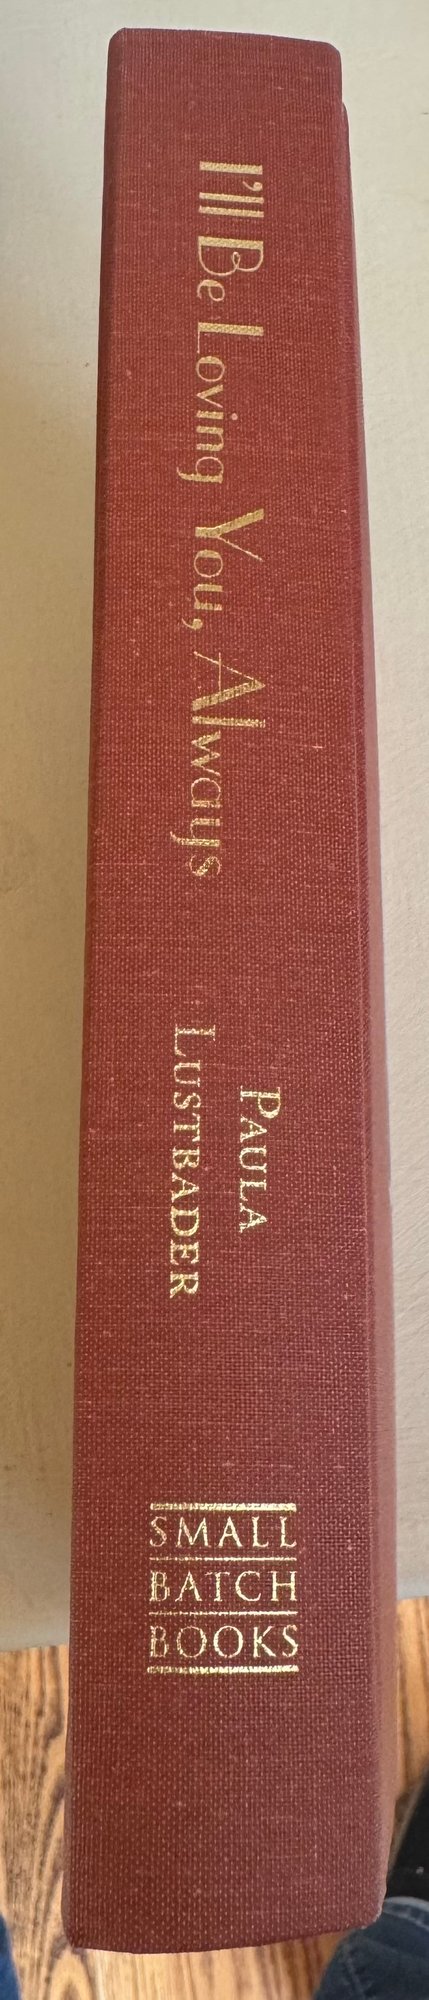 I'll Be Loving You, Always
PAULA
LUSTBADER
SMALL
BATCH
BOOKS